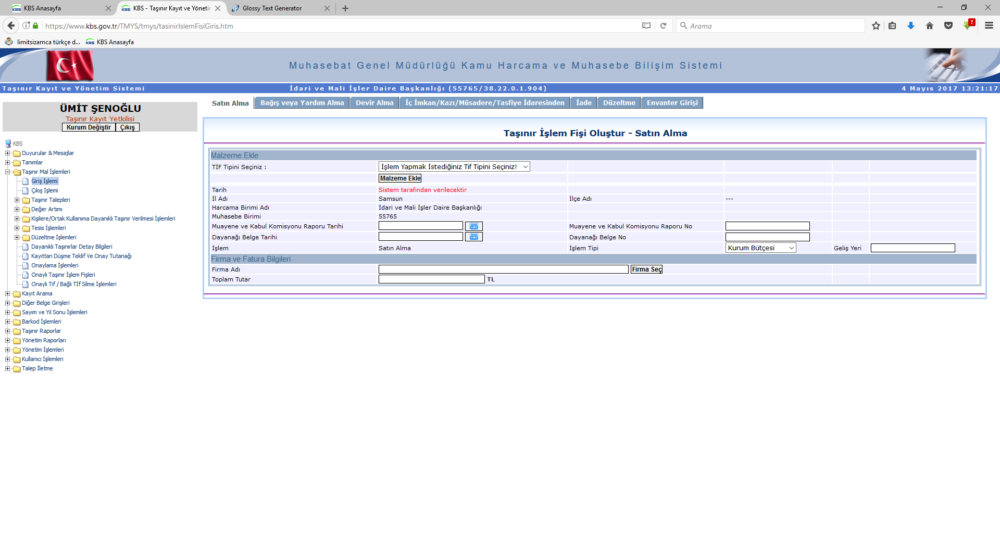 KBS Anasayfa
KBS - Taşınır Kayıt ve Yönetir
Glossy Text Generator
https://www.kbs.gov.tr/TMYS/tmys/tasinirIslemFisiGiris.htm
Arama
limitsizamca türkçe d...
KBS Anasayfa
Muhasebat Genel Müdürlüğü Kamu Harcama ve Muhasebe Bilişim Sistemi
Taşınır Kayıt ve Yönetim Sistemi
İdari ve Mali İşler Daire Başkanlığı (55765/38.22.0.1.904)
4 Mayıs 2017 13:21:17
ÜMİT ŞENOĞLU
Taşınır Kayıt Yetkilisi
Kurum Değiştir
Çıkış
KBS
Duyurular & Mesajlar
Tanımlar
Taşınır Mal İşlemleri
Giriş İşlemi
Çıkış İşlemi
Taşınır Talepleri
Değer Artımı
Kişilere/Ortak Kullanıma Dayanıklı Taşınır Verilmesi İşlemleri
Tesis İşlemleri
Düzeltme İşlemleri
Dayanıklı Taşınırlar Detay Bilgileri
Kayıttan Düşme Teklif Ve Onay Tutanağı
Onaylama İşlemleri
Onaylı Taşınır İşlem Fişleri
Onaylı Tif / Bağlı Tİf Silme İşlemleri
Kayıt Arama
Diğer Belge Girişleri
Sayım ve Yıl Sonu İşlemleri
Barkod İşlemleri
Taşınır Raporlar
Yönetim Raporları
Yönetim İşlemleri
Kullanıcı İşlemleri
Talep İletme
Satın Alma
Bağış veya Yardım Alma
Devir Alma
İç İmkan/Kazı/Müsadere/Tasfiye İdaresinden
İade
Düzeltme
Envanter Girişi
Taşınır İşlem Fişi Oluştur - Satın Alma
Malzeme Ekle
TİF Tipini Seçiniz :
İşlem Yapmak İstediğiniz Tif Tipini Seçiniz!
Malzeme Ekle
Tarih
Sistem tarafından verilecektir
İl Adı
Samsun
İlçe Adı
---
Harcama Birimi Adı
İdari ve Mali İşler Daire Başkanlığı
Muhasebe Birimi
55765
Muayene ve Kabul Komisyonu Raporu Tarihi
Muayene ve Kabul Komisyonu Raporu No
Dayanağı Belge Tarihi
Dayanağı Belge No
İşlem
Satın Alma
İşlem Tipi
Kurum Bütçesi
Geliş Yeri
Firma ve Fatura Bilgileri
Firma Adı
Firma Seç
Toplam Tutar
TL